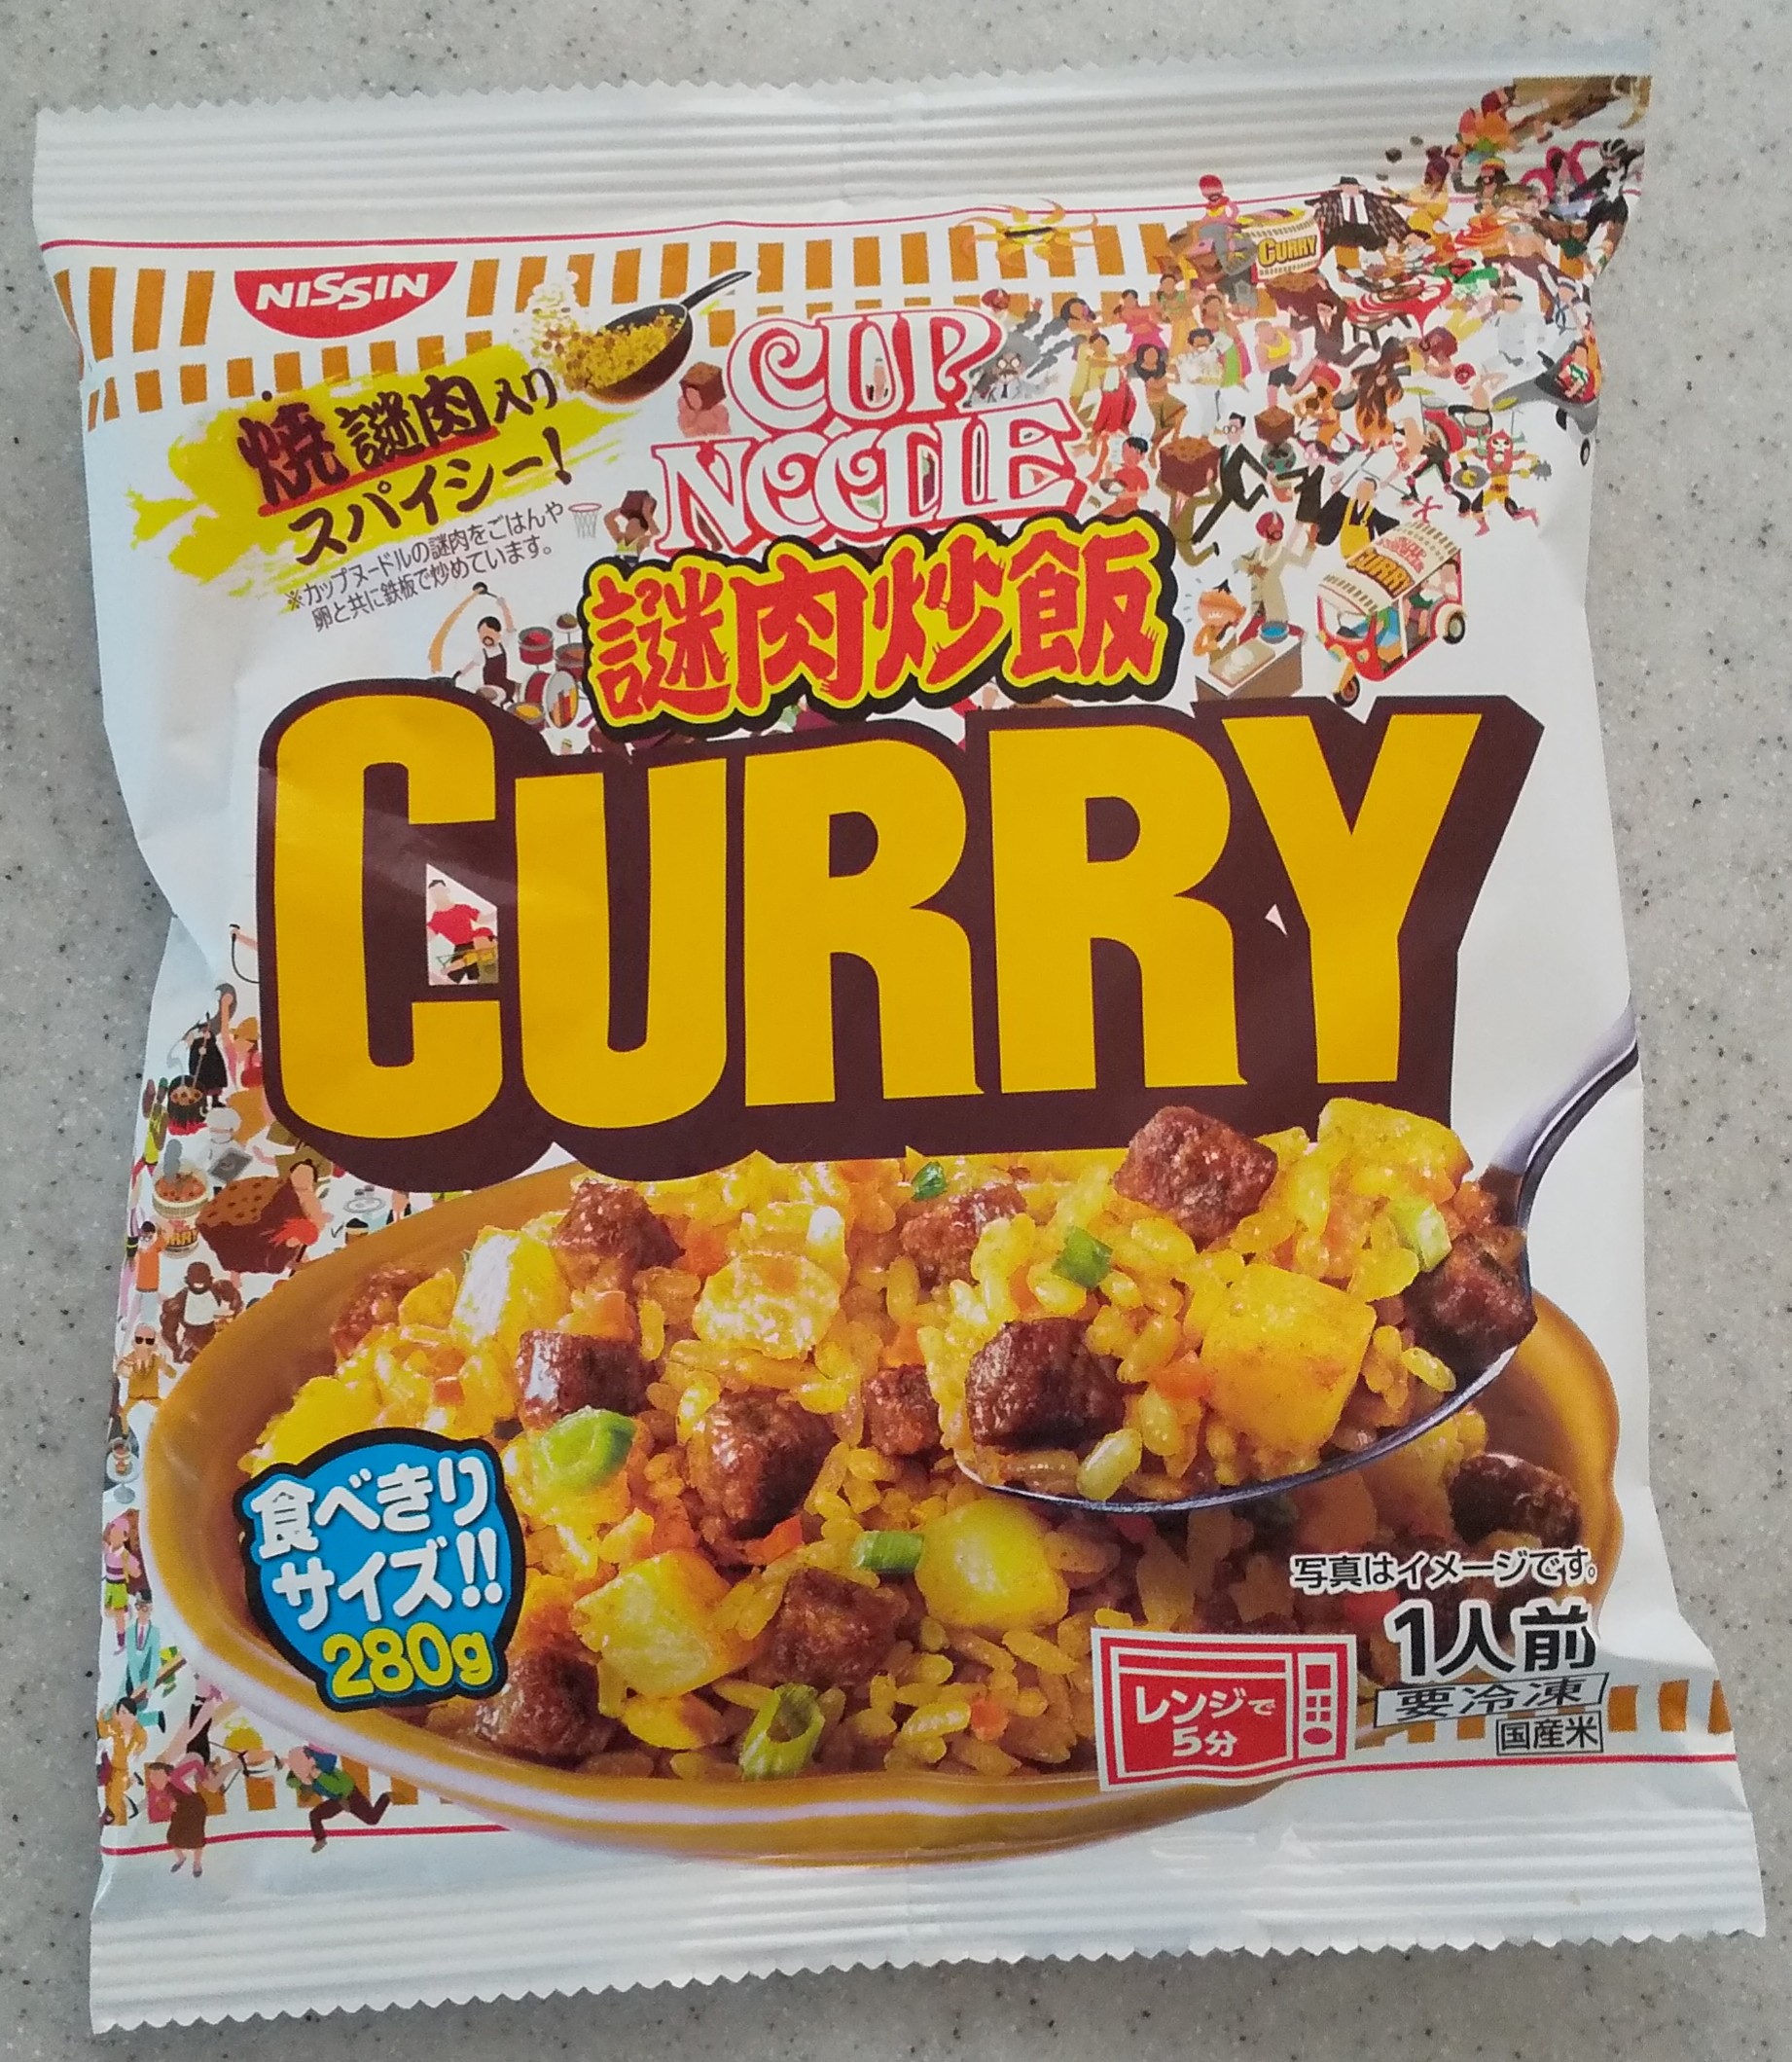 NISSIN
焼謎肉入り
スパイシー!
※カップヌードルの謎肉をごはんや
卵と共に鉄板で炒めています。
CUP
NOODLE
謎肉炒飯
CURRY
CURRY
CURRY
食べきり
サイズ!!
280g
写真はイメージです。
1人前
要冷凍
国産米
レンジで
5分